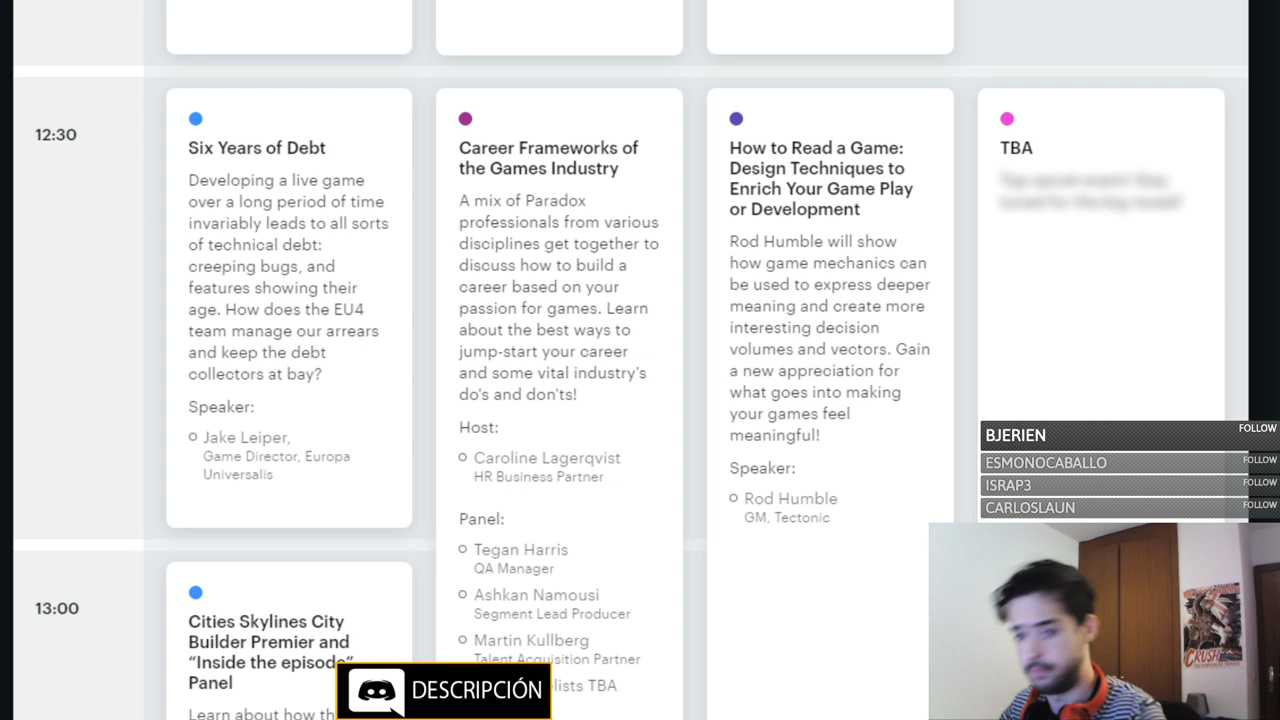 12:30
Six Years of Debt
Developing a live game
over a long period of time
invariably leads to all sorts
of technical debt:
creeping bugs, and
features showing their
age. How does the EU4
team manage our arrears
and keep the debt
collectors at bay?
Speaker:
Jake Leiper,
Game Director, Europa
Universalis
Career Frameworks of
the Games Industry
A mix of Paradox
professionals from various
disciplines get together to
discuss how to build a
career based on your
passion for games. Learn
about the best ways to
jump-start your career
and some vital industry's
do's and don'ts!
Host:
Caroline Lagerqvist
HR Business Partner
Panel:
Tegan Harris
QA Manager
Ashkan Namousi
Segment Lead Producer
Martin Kullberg
Talent Acquisition Partner
TBA
How to Read a Game:
Design Techniques to
Enrich Your Game Play
or Development
Rod Humble will show
how game mechanics can
be used to express deeper
meaning and create more
interesting decision
volumes and vectors. Gain
a new appreciation for
what goes into making
your games feel
meaningful!
Speaker:
Rod Humble
GM, Tectonic
TBA
13:00
Cities Skylines City
Builder Premier and
“Inside the episode”
Panel
Learn about how
DESCRIPCIÓN
BJERIEN FOLLOW
ESMONOCABALLO FOLLOW
ISRAP3 FOLLOW
CARLOSLAUN FOLLOW
CRUSH